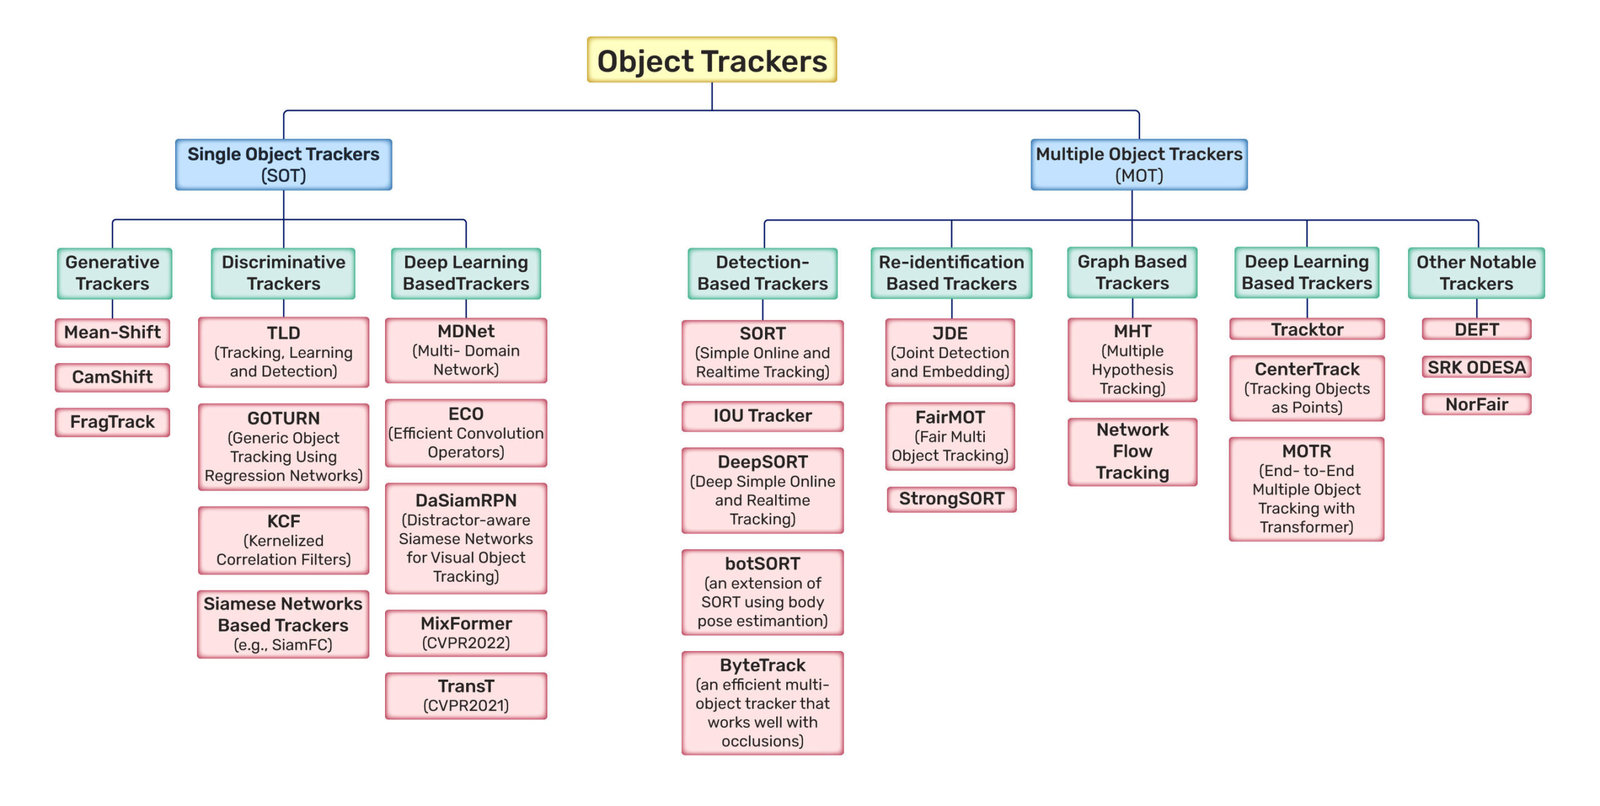 Object Trackers
Single Object Trackers
(SOT)
Multiple Object Trackers
(MOT)
Generative
Trackers
Mean-Shift
CamShift
FragTrack
Discriminative
Trackers
TLD
(Tracking, Learning
and Detection)
GOTURN
(Generic Object
Tracking Using
Regression Networks)
KCF
(Kernelized
Correlation Filters)
Siamese Networks
Based Trackers
(e.g., SiamFC)
Deep Learning
BasedTrackers
MDNet
(Multi- Domain
Network)
ECO
(Efficient Convolution
Operators)
DaSiamRPN
(Distractor-aware
Siamese Networks
for Visual Object
Tracking)
MixFormer
(CVPR2022)
TransT
(CVPR2021)
Detection-
Based Trackers
SORT
(Simple Online and
Realtime Tracking)
IOU Tracker
DeepSORT
(Deep Simple Online
and Realtime
Tracking)
botSORT
(an extension of
SORT using body
pose estimantion)
ByteTrack
(an efficient multi-
object tracker that
works well with
occlusions)
Re-identification
Based Trackers
JDE
(Joint Detection
and Embedding)
FairMOT
(Fair Multi
Object Tracking)
StrongSORT
Graph Based
Trackers
MHT
(Multiple
Hypothesis
Tracking)
Network
Flow
Tracking
Deep Learning
Based Trackers
Tracktor
CenterTrack
(Tracking Objects
as Points)
MOTR
(End- to-End
Multiple Object
Tracking with
Transformer)
Other Notable
Trackers
DEFT
SRK ODESA
NorFair